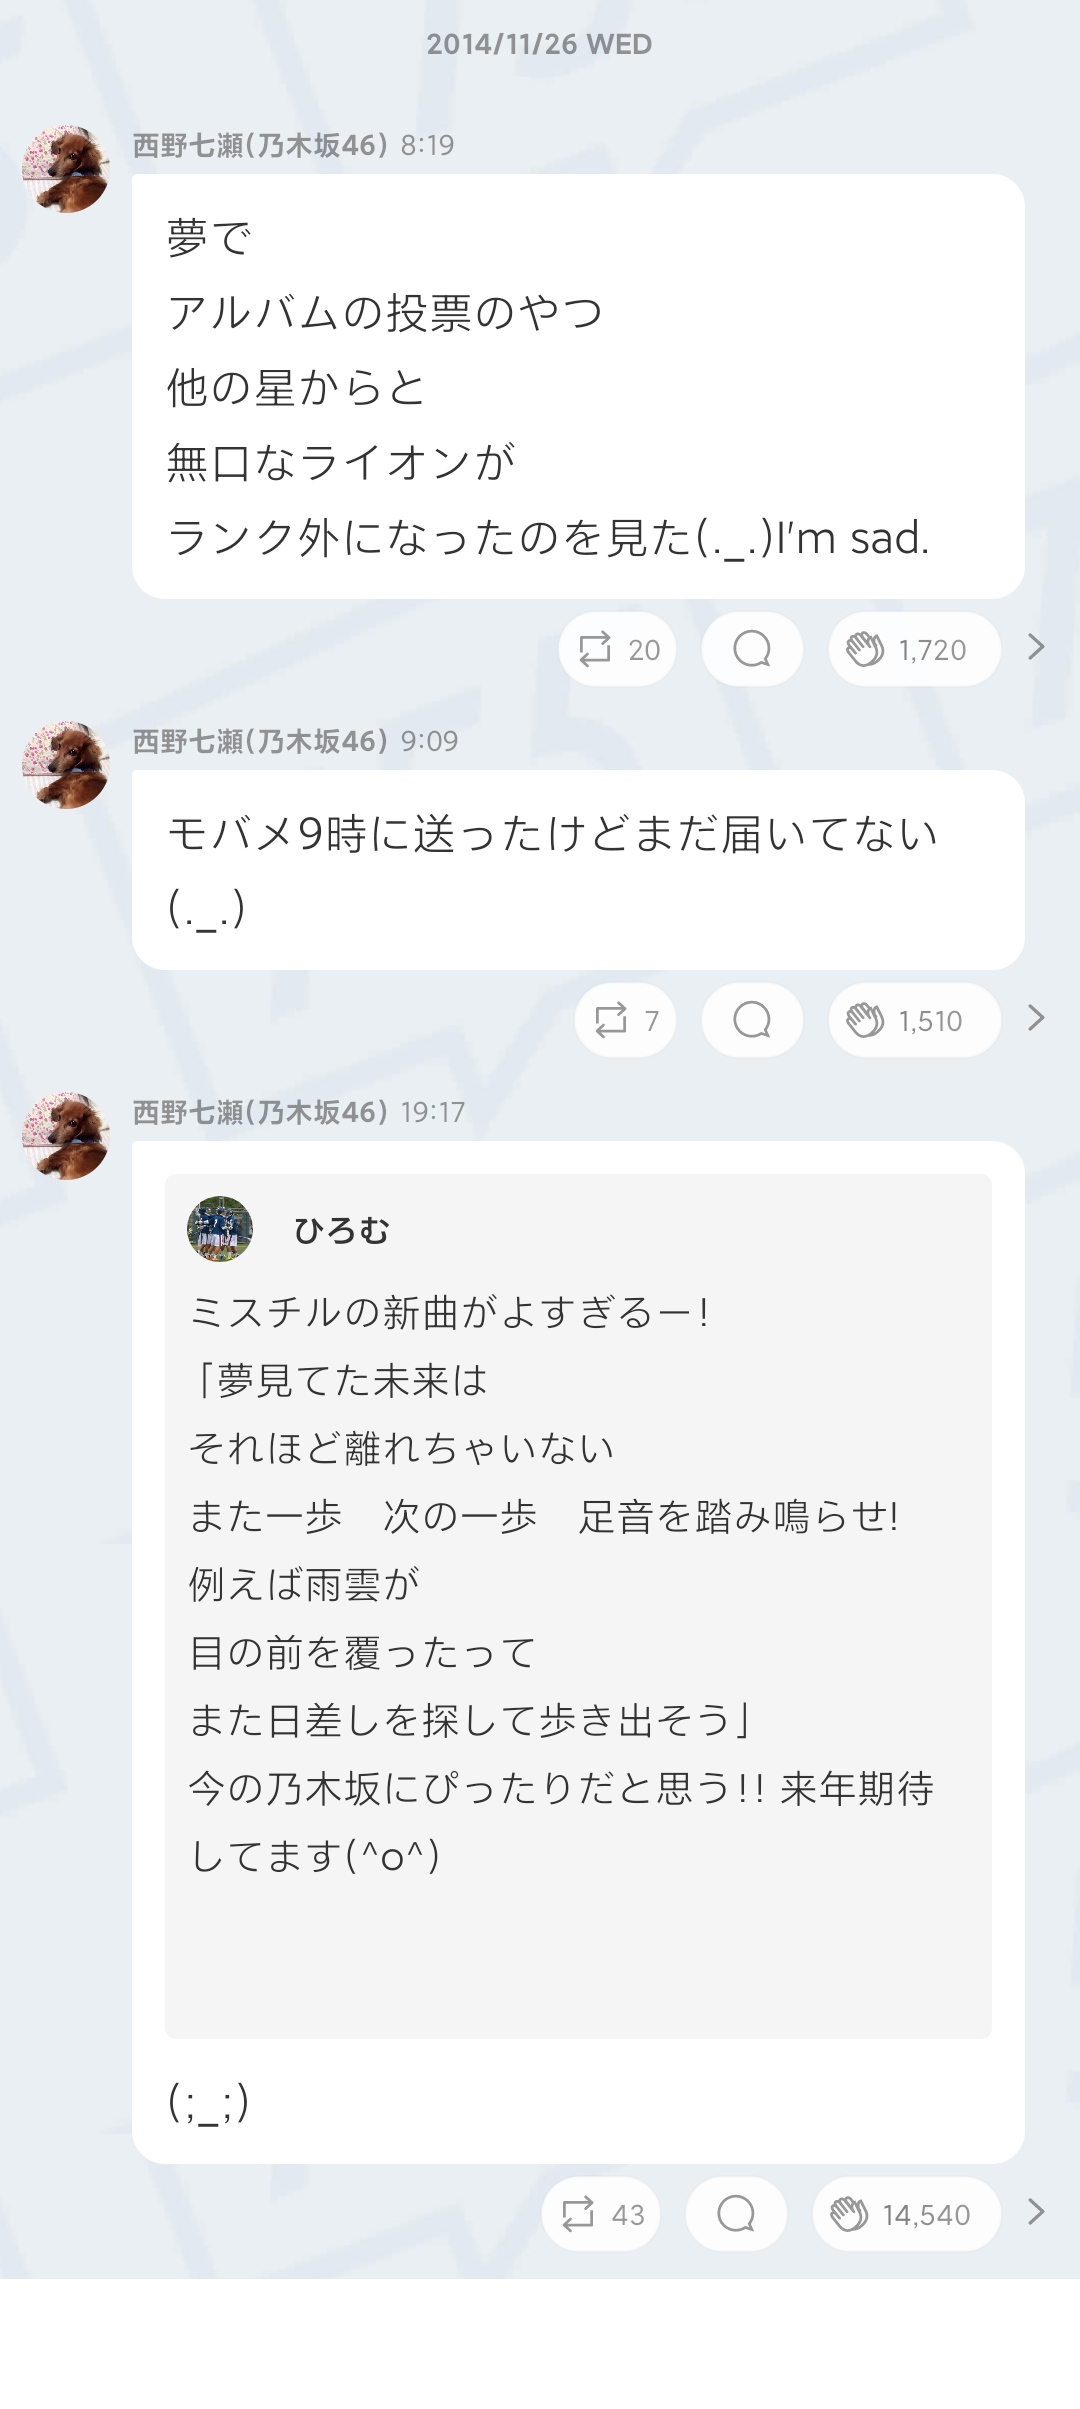 2014/11/26 WED
西野七瀬(乃木坂46) 8:19
夢で
アルバムの投票のやつ
他の星からと
無口なライオンが
ランク外になったのを見た(._.)I'm sad.
20 1,720
西野七瀬(乃木坂46) 9:09
モバメ9時に送ったけどまだ届いてない
(._.)
7 1,510
西野七瀬(乃木坂46) 19:17
ひろむ
ミスチルの新曲がよすぎるー!
「夢見てた未来は
それほど離れちゃいない
また一歩　次の一歩　足音を踏み鳴らせ!
例えば雨雲が
目の前を覆ったって
また日差しを探して歩き出そう」
今の乃木坂にぴったりだと思う!! 来年期待
してます(^o^)
(;_;)
43 14,540